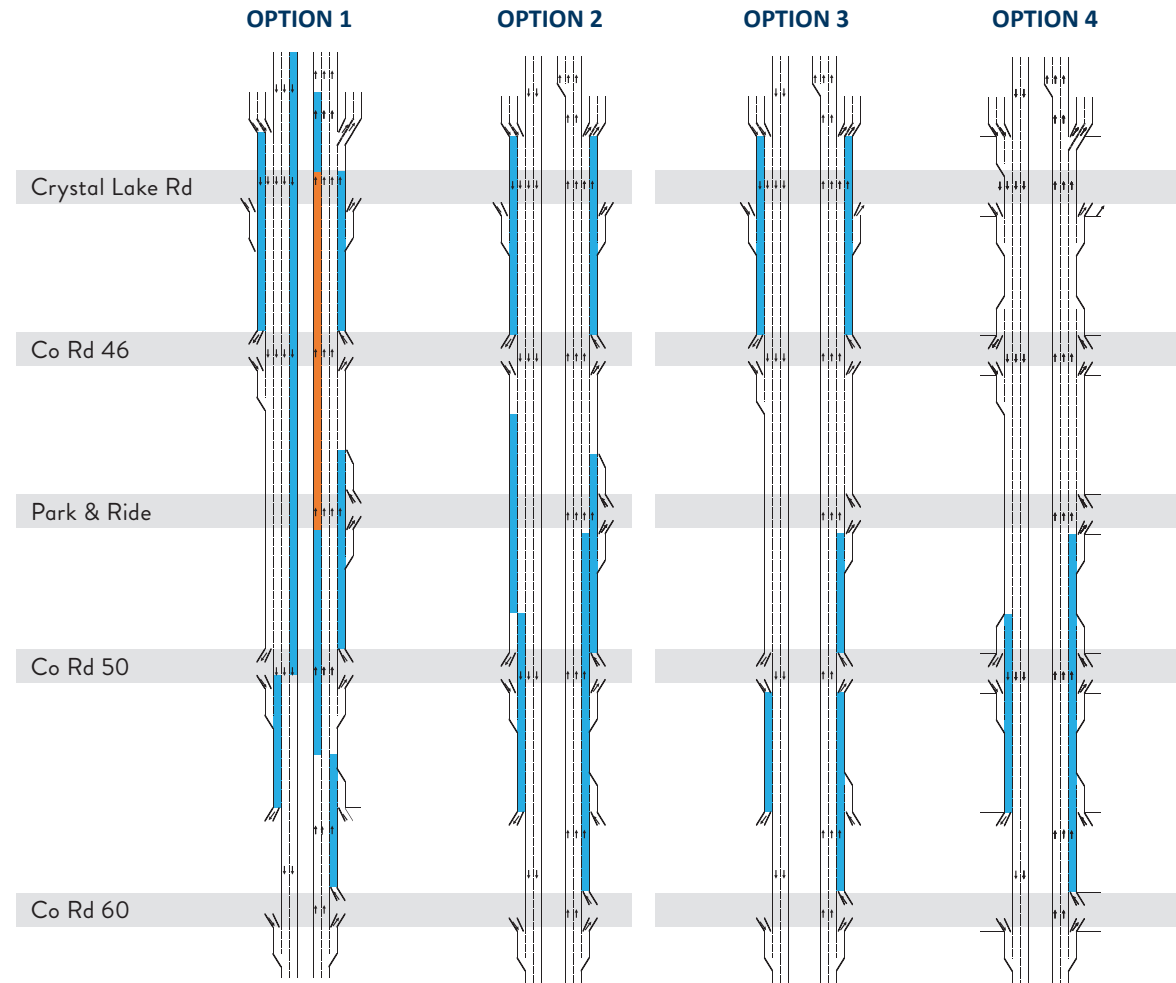 OPTION 1 OPTION 2 OPTION 3 OPTION 4
Crystal Lake Rd
Co Rd 46
Park & Ride
Co Rd 50
Co Rd 60